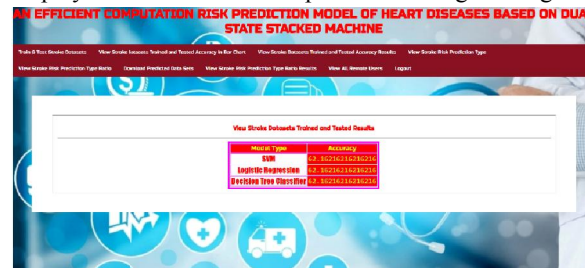 AN EFFICIENT COMPUTATION RISK PREDICTION MODEL OF HEART DISEASES BASED ON DUA
STATE STACKED MACHINE
Train & Test Stroke Datasets View Stroke Datasets Trained and Tested Accuracy in Bar Chart View Stroke Datasets Trained and Tested Accuracy Results View Stroke Risk Prediction Type
View Stroke Risk Prediction Type Ratio Download Predicted Data Sets View Stroke Risk Prediction Type Ratio Results View All Remote Users Logout
View Stroke Datasets Trained and Tested Results
Model Type Accuracy
SVM 62.16216216216216
Logistic Regression 62.16216216216216
Decision Tree Classifier 62.16216216216216